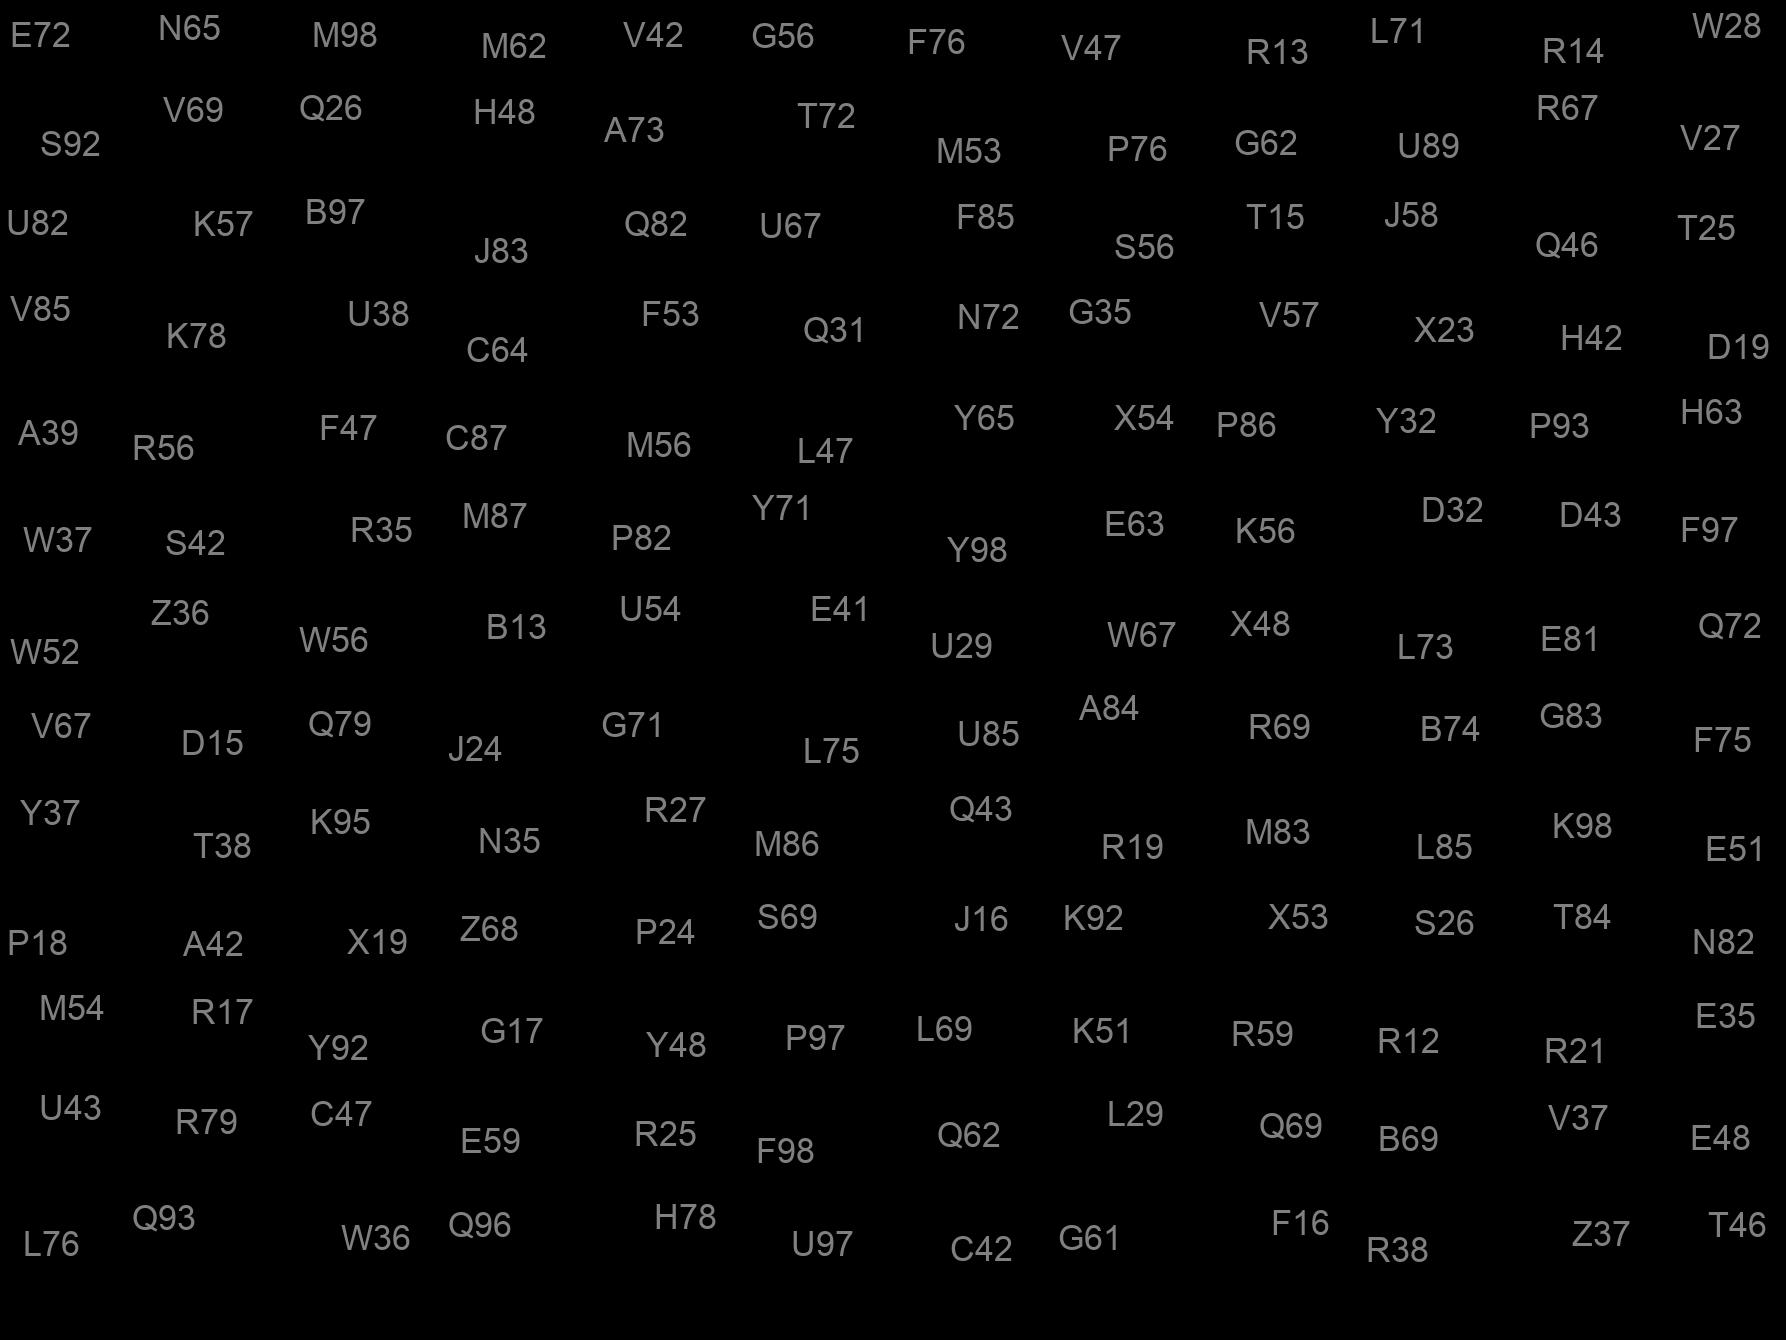 E72 N65 M98 M62 V42 G56 F76 V47 R13 L71 R14 W28
S92 V69 Q26 H48 A73 T72 M53 P76 G62 U89 R67 V27
U82 K57 B97 J83 Q82 U67 F85 S56 T15 J58 Q46 T25
V85 K78 U38 C64 F53 Q31 N72 G35 V57 X23 H42 D19
A39 R56 F47 C87 M56 L47 Y65 X54 P86 Y32 P93 H63
W37 S42 R35 M87 P82 Y71 Y98 E63 K56 D32 D43 F97
W52 Z36 W56 B13 U54 E41 U29 W67 X48 L73 E81 Q72
V67 D15 Q79 J24 G71 L75 U85 A84 R69 B74 G83 F75
Y37 T38 K95 N35 R27 M86 Q43 R19 M83 L85 K98 E51
P18 A42 X19 Z68 P24 S69 J16 K92 X53 S26 T84 N82
M54 R17 Y92 G17 Y48 P97 L69 K51 R59 R12 R21 E35
U43 R79 C47 E59 R25 F98 Q62 L29 Q69 B69 V37 E48
L76 Q93 W36 Q96 H78 U97 C42 G61 F16 R38 Z37 T46